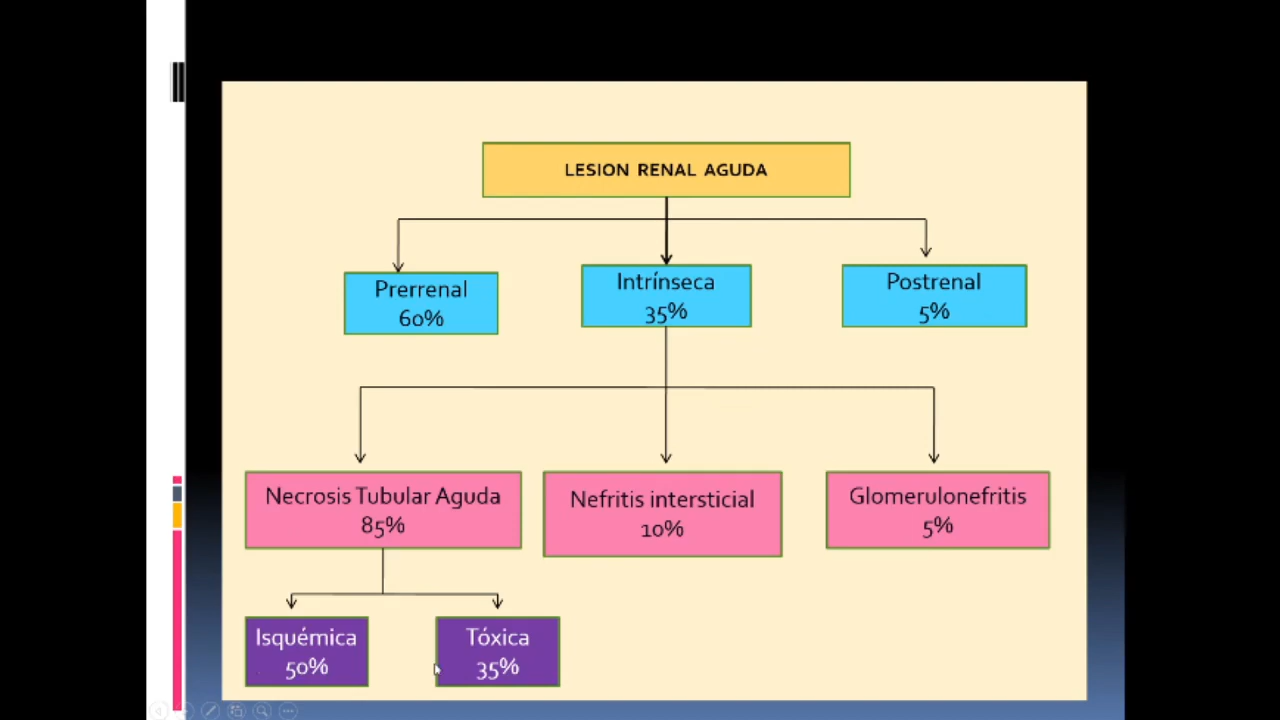 LESION RENAL AGUDA
Prerrenal
60%
Intrínseca
35%
Postrenal
5%
Necrosis Tubular Aguda
85%
Nefritis intersticial
10%
Glomerulonefritis
5%
Isquémica
50%
Tóxica
35%